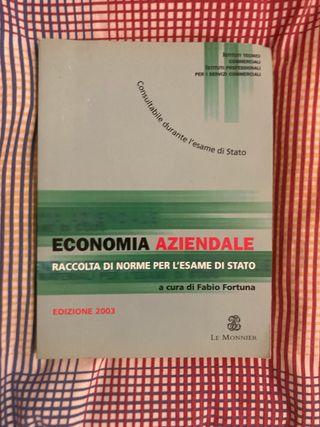 ISTITUTI TECNICI
COMMERCIALI
ISTITUTI PROFESSIONALI
PER I SERVIZI COMMERCIALI
Consultabile durante l'esame di Stato
ECONOMIA AZIENDALE
RACCOLTA DI NORME PER L'ESAME DI STATO
a cura di Fabio Fortuna
EDIZIONE 2003
LE MONNIER